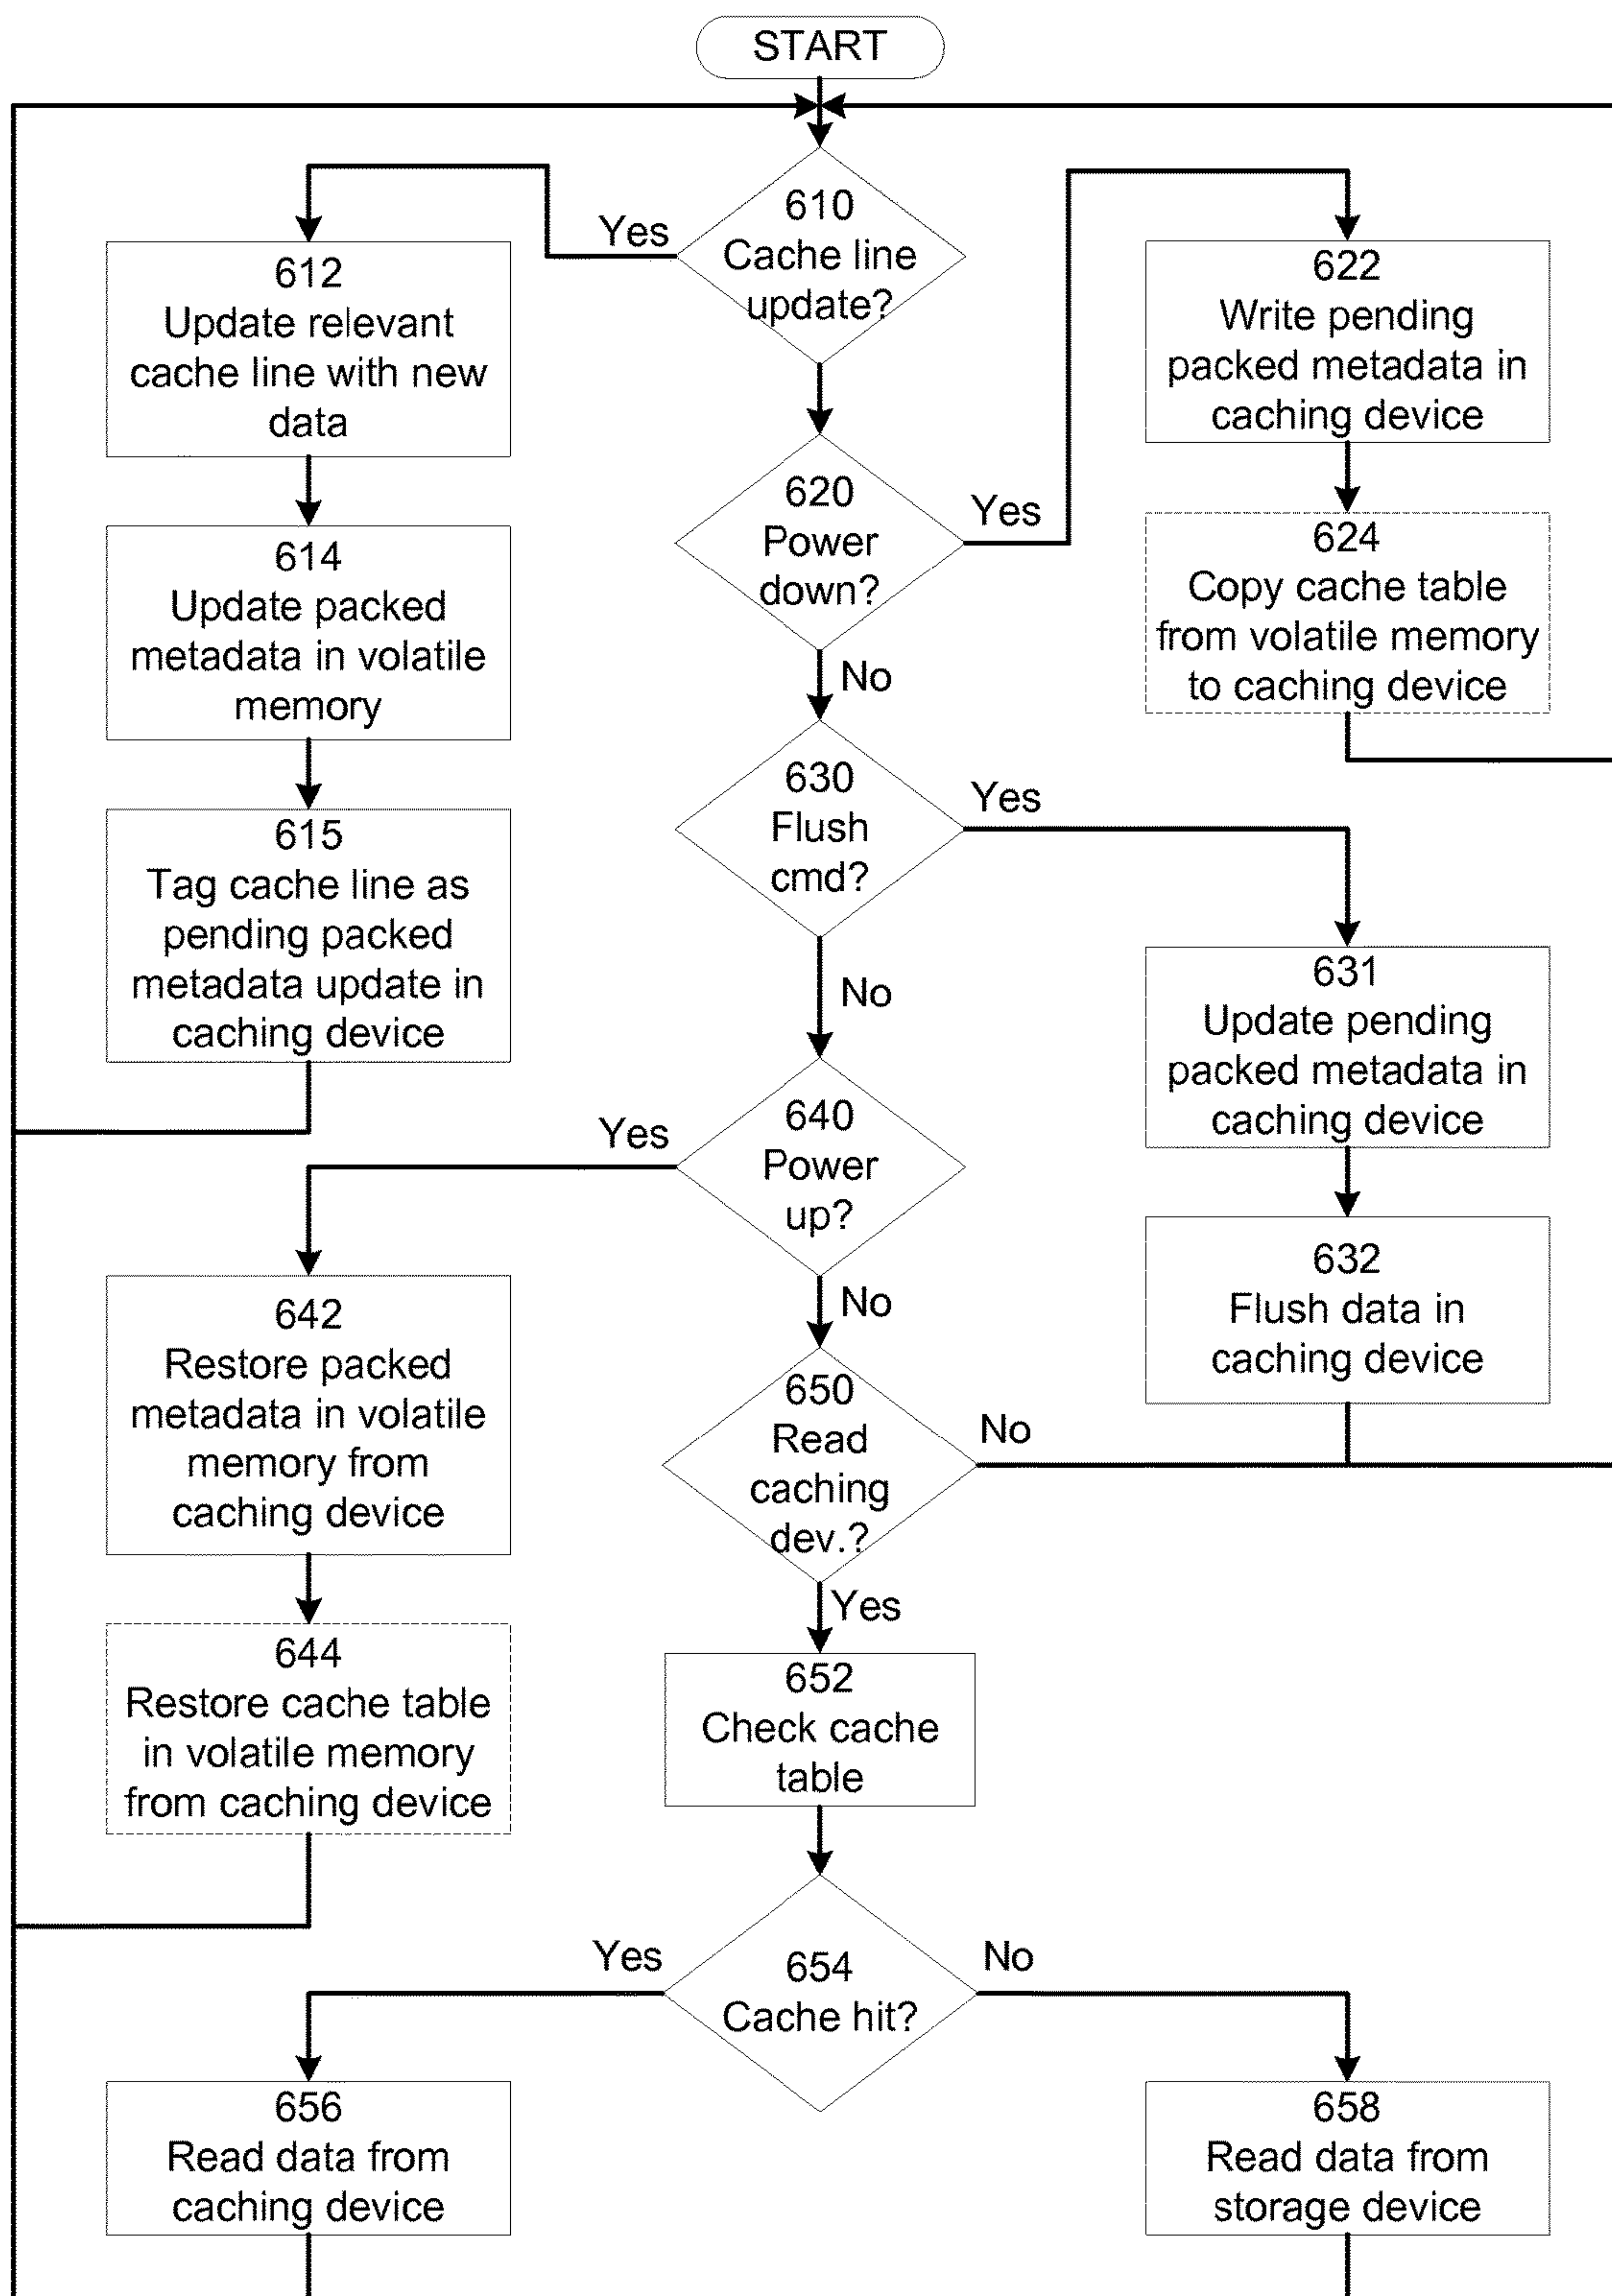 START
610
Cache line
update?
Yes
612
Update relevant
cache line with new
data
614
Update packed
metadata in volatile
memory
615
Tag cache line as
pending packed
metadata update in
caching device
620
Power
down?
Yes
No
622
Write pending
packed metadata in
caching device
624
Copy cache table
from volatile memory
to caching device
630
Flush
cmd?
Yes
No
631
Update pending
packed metadata in
caching device
632
Flush data in
caching device
640
Power
up?
Yes
No
642
Restore packed
metadata in volatile
memory from
caching device
644
Restore cache table
in volatile memory
from caching device
650
Read
caching
dev.?
No
Yes
652
Check cache
table
654
Cache hit?
Yes
No
656
Read data from
caching device
658
Read data from
storage device